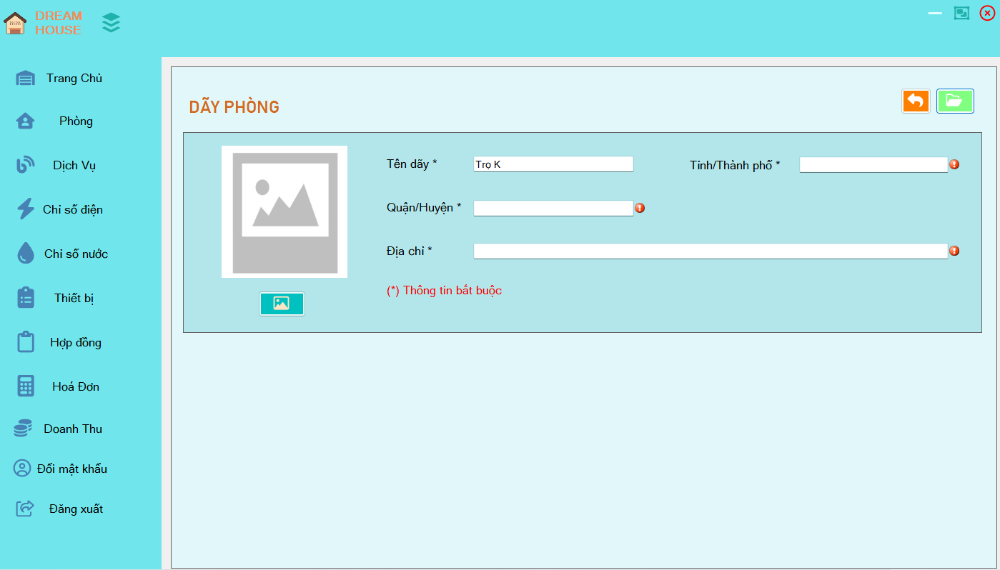 DREAM
HOUSE
Trang Chủ
Phòng
Dịch Vụ
Chỉ số điện
Chỉ số nước
Thiết bị
Hợp đồng
Hoá Đơn
Doanh Thu
Đổi mật khẩu
Đăng xuất
DÃY PHÒNG
Tên dãy * Trọ K Tỉnh/Thành phố *
Quận/Huyện *
Địa chỉ *
(*) Thông tin bắt buộc